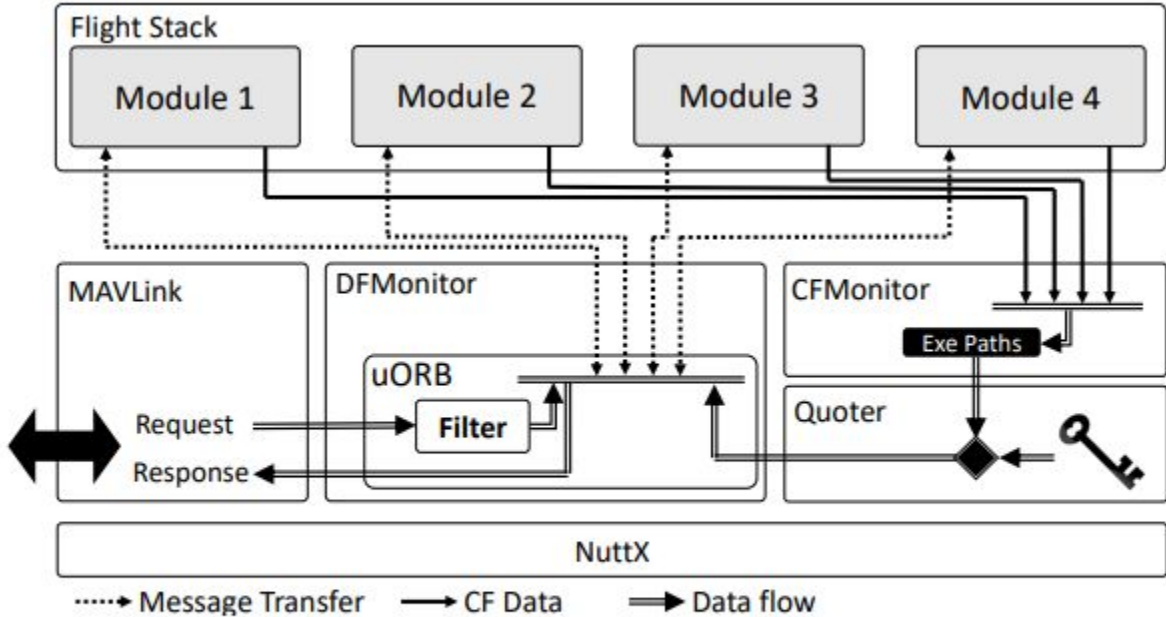 Flight Stack
Module 1
Module 2
Module 3
Module 4
MAVLink
DFMonitor
CFMonitor
Exe Paths
uORB
Request
Filter
Response
Quoter
NuttX
Message Transfer
CF Data
Data flow